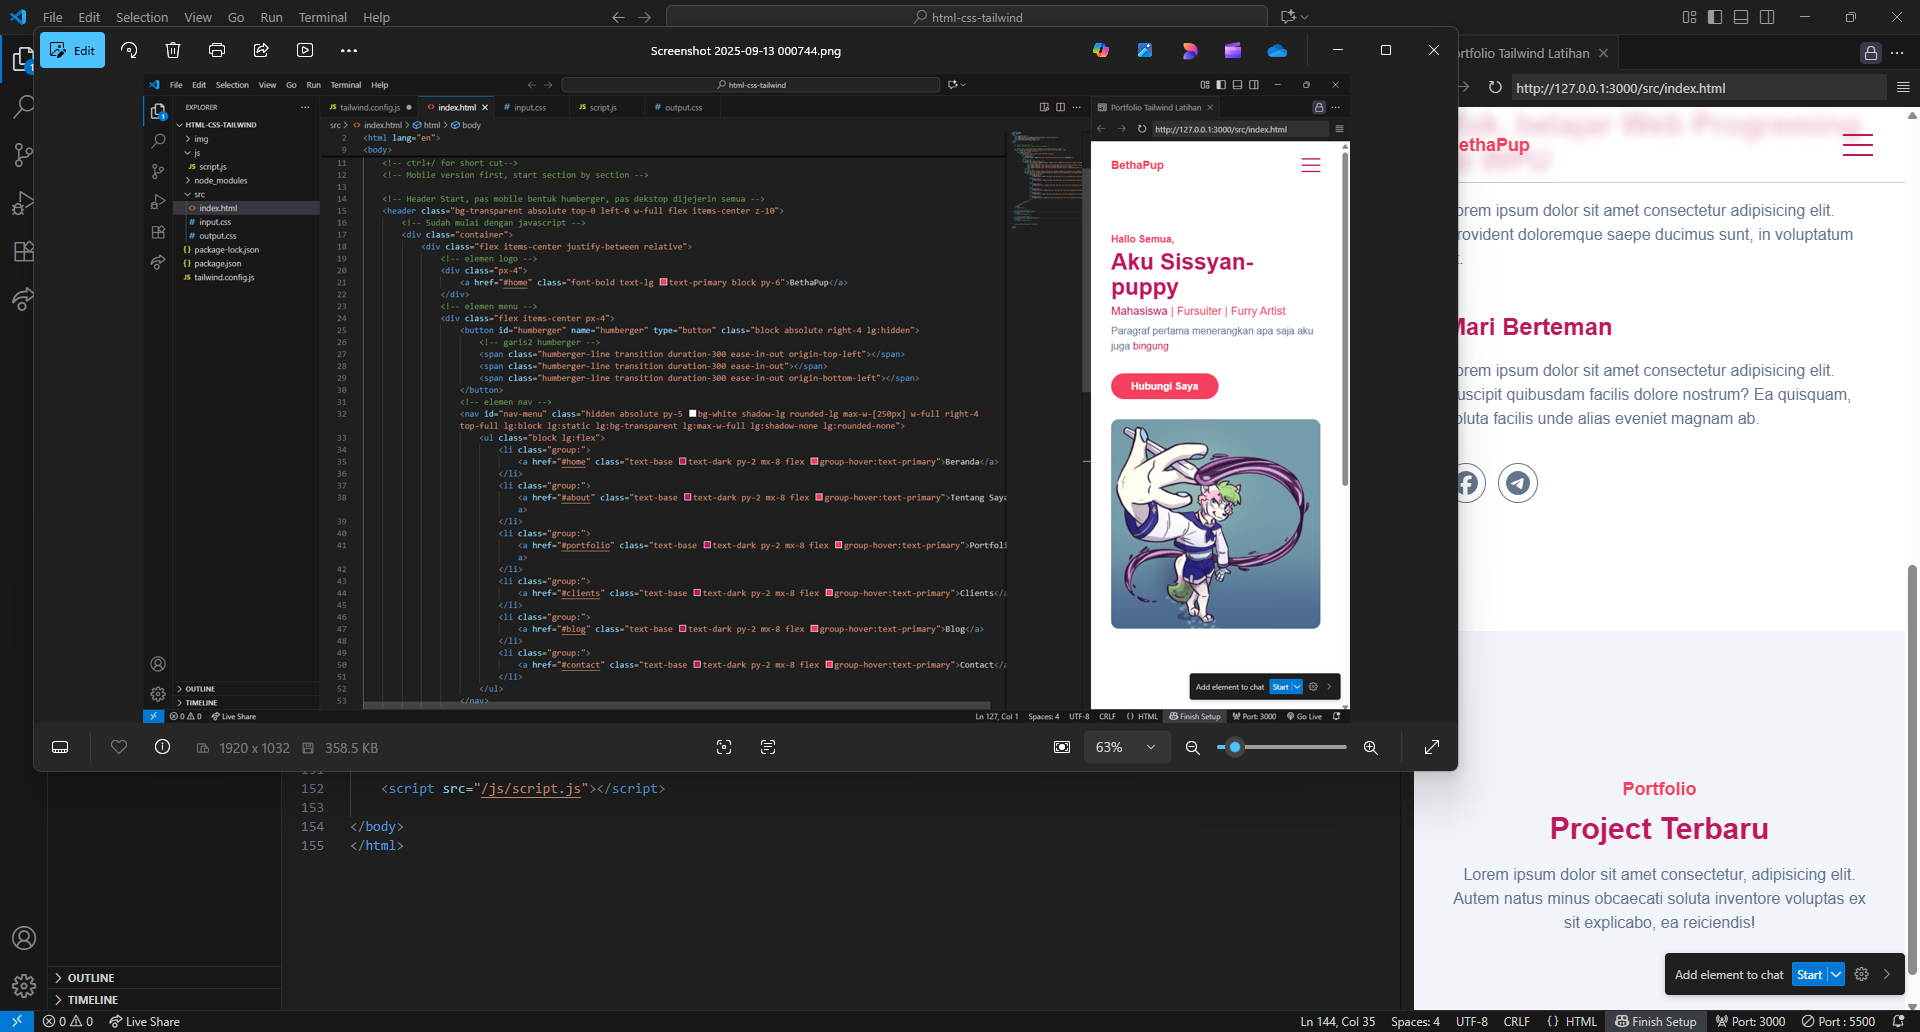 File Edit Selection View Go Run Terminal Help
html-css-tailwind
Edit
Screenshot 2025-09-13 000744.png
File Edit Selection View Go Run Terminal Help
html-css-tailwind
EXPLORER
HTML-CSS-TAILWIND
img
js
JS script.js
node_modules
src
index.html
# input.css
# output.css
package-lock.json
package.json
JS tailwind.config.js
OUTLINE
TIMELINE
JS tailwind.config.js
index.html
# input.css
JS script.js
# output.css
src > index.html > html > body
2 <html lang="en">
9 <body>
11 <!-- ctrl+/ for short cut-->
12 <!-- Mobile version first, start section by section -->
13
14 <!-- Header Start, pas mobile bentuk humberger, pas dekstop dijejerin semua -->
15 <header class="bg-transparent absolute top-0 left-0 w-full flex items-center z-10">
16 <!-- Sudah mulai dengan javascript -->
17 <div class="container">
18 <div class="flex items-center justify-between relative">
19 <!-- elemen logo -->
20 <div class="px-4">
21 <a href="#home" class="font-bold text-lg text-primary block py-6">BethaPup</a>
22 </div>
23 <!-- elemen menu -->
24 <div class="flex items-center px-4">
25 <button id="humberger" name="humberger" type="button" class="block absolute right-4 lg:hidden">
26 <!-- garis2 humberger -->
27 <span class="humberger-line transition duration-300 ease-in-out origin-top-left"></span>
28 <span class="humberger-line transition duration-300 ease-in-out"></span>
29 <span class="humberger-line transition duration-300 ease-in-out origin-bottom-left"></span>
30 </button>
31 <!-- elemen nav -->
32 <nav id="nav-menu" class="hidden absolute py-5 bg-white shadow-lg rounded-lg max-w-[250px] w-full right-4
top-full lg:block lg:static lg:bg-transparent lg:max-w-full lg:shadow-none lg:rounded-none">
33 <ul class="block lg:flex">
34 <li class="group:">
35 <a href="#home" class="text-base text-dark py-2 mx-8 flex group-hover:text-primary">Beranda</a>
36 </li>
37 <li class="group:">
38 <a href="#about" class="text-base text-dark py-2 mx-8 flex group-hover:text-primary">Tentang Saya
a>
39 </li>
40 <li class="group:">
41 <a href="#portfolio" class="text-base text-dark py-2 mx-8 flex group-hover:text-primary">Portfoli
a>
42 </li>
43 <li class="group:">
44 <a href="#clients" class="text-base text-dark py-2 mx-8 flex group-hover:text-primary">Clients</a
45 </li>
46 <li class="group:">
47 <a href="#blog" class="text-base text-dark py-2 mx-8 flex group-hover:text-primary">Blog</a>
48 </li>
49 <li class="group:">
50 <a href="#contact" class="text-base text-dark py-2 mx-8 flex group-hover:text-primary">Contact</a
51 </li>
52 </ul>
53 </nav>
Portfolio Tailwind Latihan
http://127.0.0.1:3000/src/index.html
BethaPup
Hallo Semua,
Aku Sissyan-
puppy
Mahasiswa | Fursuiter | Furry Artist
Paragraf pertama menerangkan apa saja aku
juga bingung
Hubungi Saya
Add element to chat Start
0 0 Live Share
Ln 127, Col 1 Spaces: 4 UTF-8 CRLF HTML Finish Setup Port: 3000 Go Live
1920 x 1032 358.5 KB
63%
152 <script src="/js/script.js"></script>
153
154 </body>
155 </html>
OUTLINE
TIMELINE
rtfolio Tailwind Latihan
http://127.0.0.1:3000/src/index.html
ethaPup
orem ipsum dolor sit amet consectetur adipisicing elit.
rovident doloremque saepe ducimus sunt, in voluptatum
Mari Berteman
orem ipsum dolor sit amet consectetur adipisicing elit.
uscipit quibusdam facilis dolore nostrum? Ea quisquam,
oluta facilis unde alias eveniet magnam ab.
Portfolio
Project Terbaru
Lorem ipsum dolor sit amet consectetur, adipisicing elit.
Autem natus minus obcaecati soluta inventore voluptas ex
sit explicabo, ea reiciendis!
Add element to chat Start
0 0 Live Share
Ln 144, Col 35 Spaces: 4 UTF-8 CRLF HTML Finish Setup Port: 3000 Port : 5500